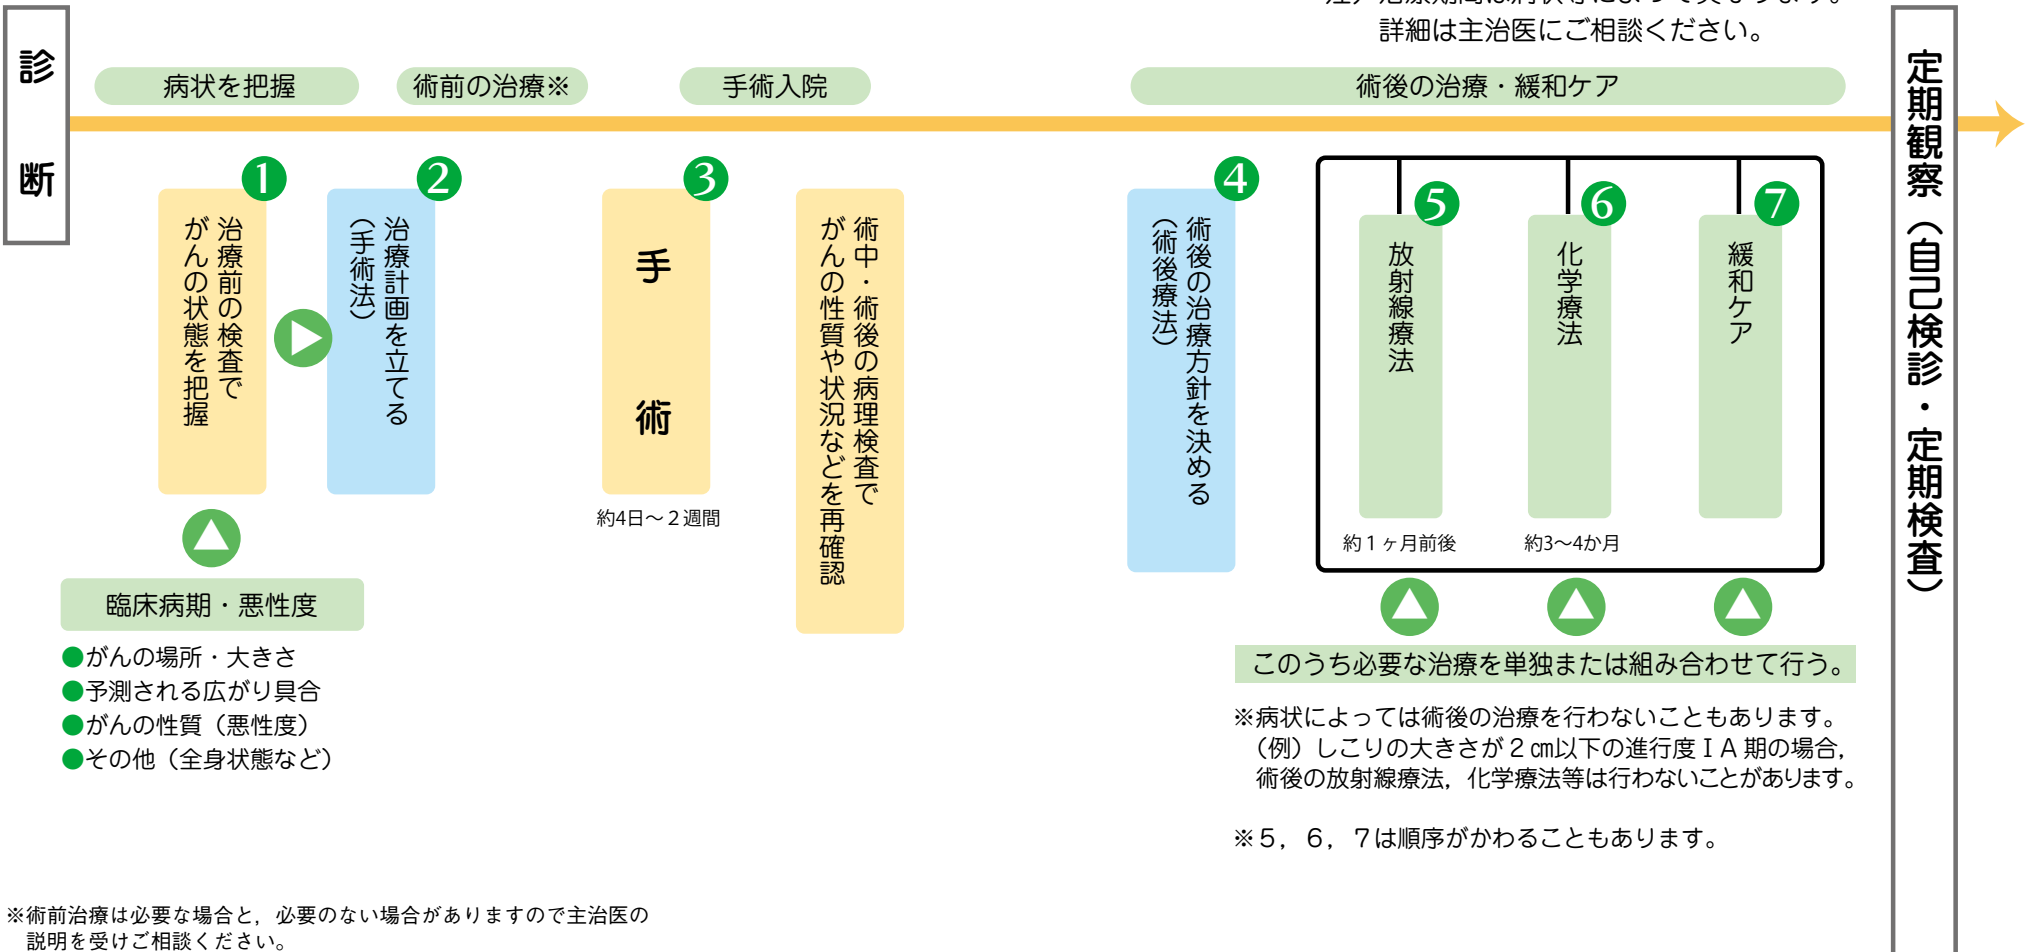 注）治療期間は病状等によって異なります。
詳細は主治医にご相談ください。
診断
病状を把握
術前の治療※
手術入院
術後の治療・緩和ケア
1
治療前の検査で
がんの状態を把握
2
治療計画を立てる
（手術法）
3
手術
約4日～２週間
術中・術後の病理検査で
がんの性質や状況などを再確認
4
術後の治療方針を決める
（術後療法）
5
放射線療法
約１ヶ月前後
6
化学療法
約3～4か月
7
緩和ケア
定期観察（自己検診・定期検査）
臨床病期・悪性度
●がんの場所・大きさ
●予測される広がり具合
●がんの性質（悪性度）
●その他（全身状態など）
このうち必要な治療を単独または組み合わせて行う。
※病状によっては術後の治療を行わないこともあります。
（例）しこりの大きさが２㎝以下の進行度ⅠＡ期の場合，
術後の放射線療法，化学療法等は行わないことがあります。
※５，６，７は順序がかわることもあります。
※術前治療は必要な場合と，必要のない場合がありますので主治医の
説明を受けご相談ください。